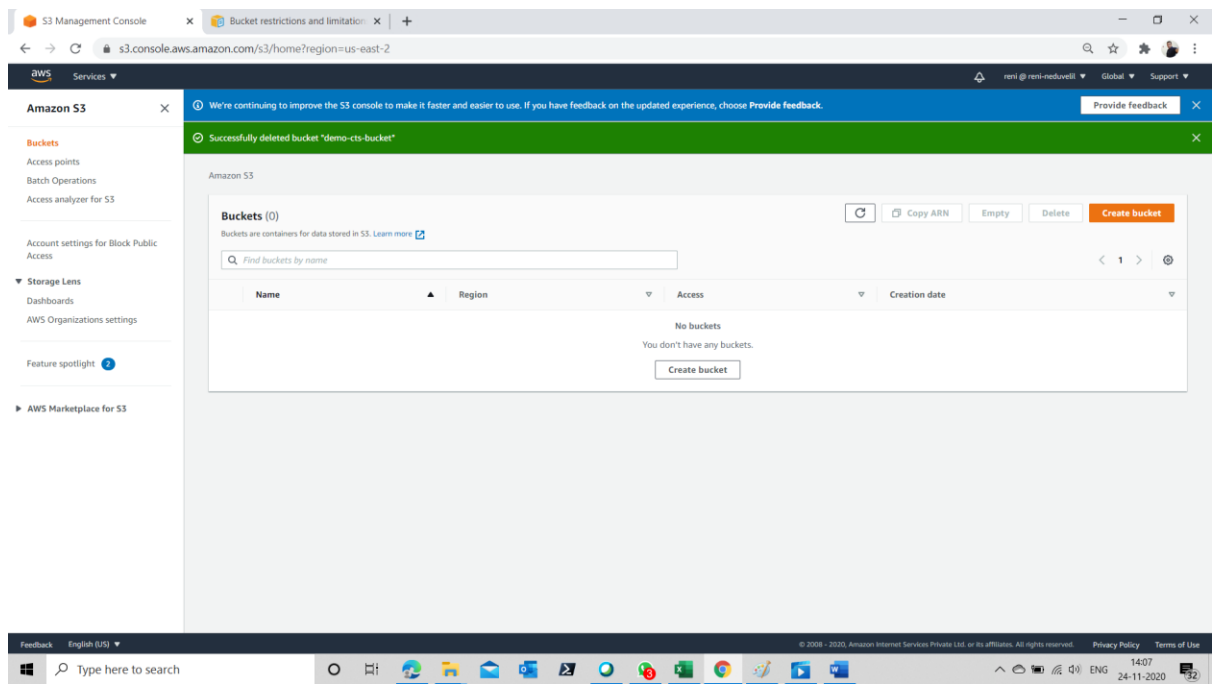 S3 Management Console
Bucket restrictions and limitation
s3.console.aws.amazon.com/s3/home?region=us-east-2
aws
Services
reni @ reni-neduvelil
Global
Support
Amazon S3
We're continuing to improve the S3 console to make it faster and easier to use. If you have feedback on the updated experience, choose Provide feedback.
Provide feedback
Successfully deleted bucket "demo-cts-bucket"
Buckets
Access points
Batch Operations
Access analyzer for S3
Account settings for Block Public
Access
Storage Lens
Dashboards
AWS Organizations settings
Feature spotlight 2
AWS Marketplace for S3
Amazon S3
Buckets (0)
Buckets are containers for data stored in S3. Learn more
Copy ARN
Empty
Delete
Create bucket
Find buckets by name
1
Name
Region
Access
Creation date
No buckets
You don't have any buckets.
Create bucket
Feedback
English (US)
© 2008 - 2020, Amazon Internet Services Private Ltd. or its affiliates. All rights reserved.
Privacy Policy
Terms of Use
Type here to search
ENG
14:07
24-11-2020
32